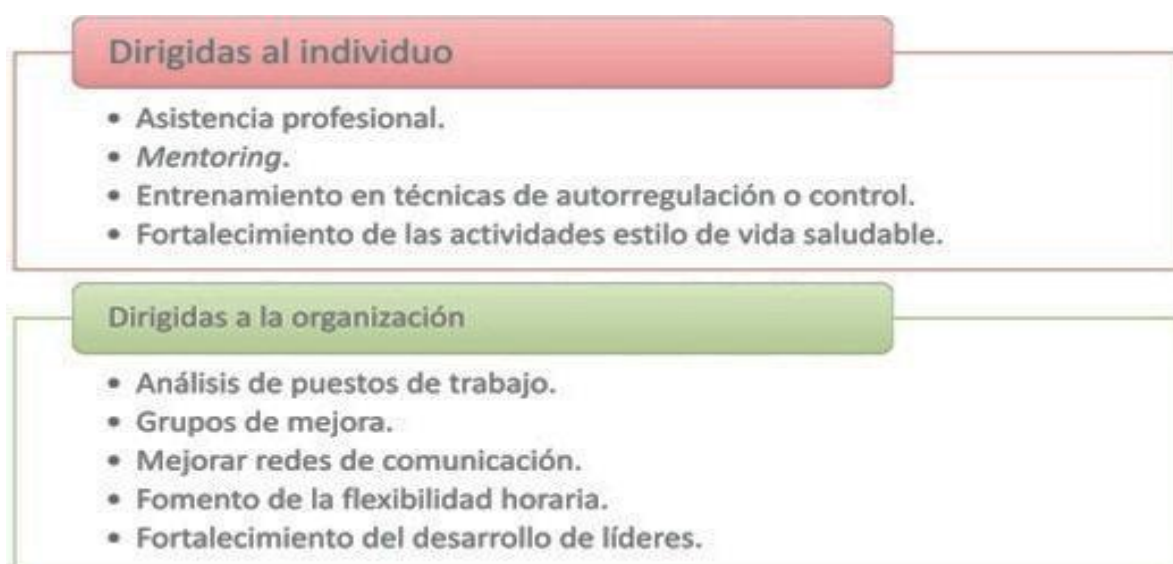 Dirigidas al individuo
• Asistencia profesional.
• Mentoring.
• Entrenamiento en técnicas de autorregulación o control.
• Fortalecimiento de las actividades estilo de vida saludable.
Dirigidas a la organización
• Análisis de puestos de trabajo.
• Grupos de mejora.
• Mejorar redes de comunicación.
• Fomento de la flexibilidad horaria.
• Fortalecimiento del desarrollo de líderes.